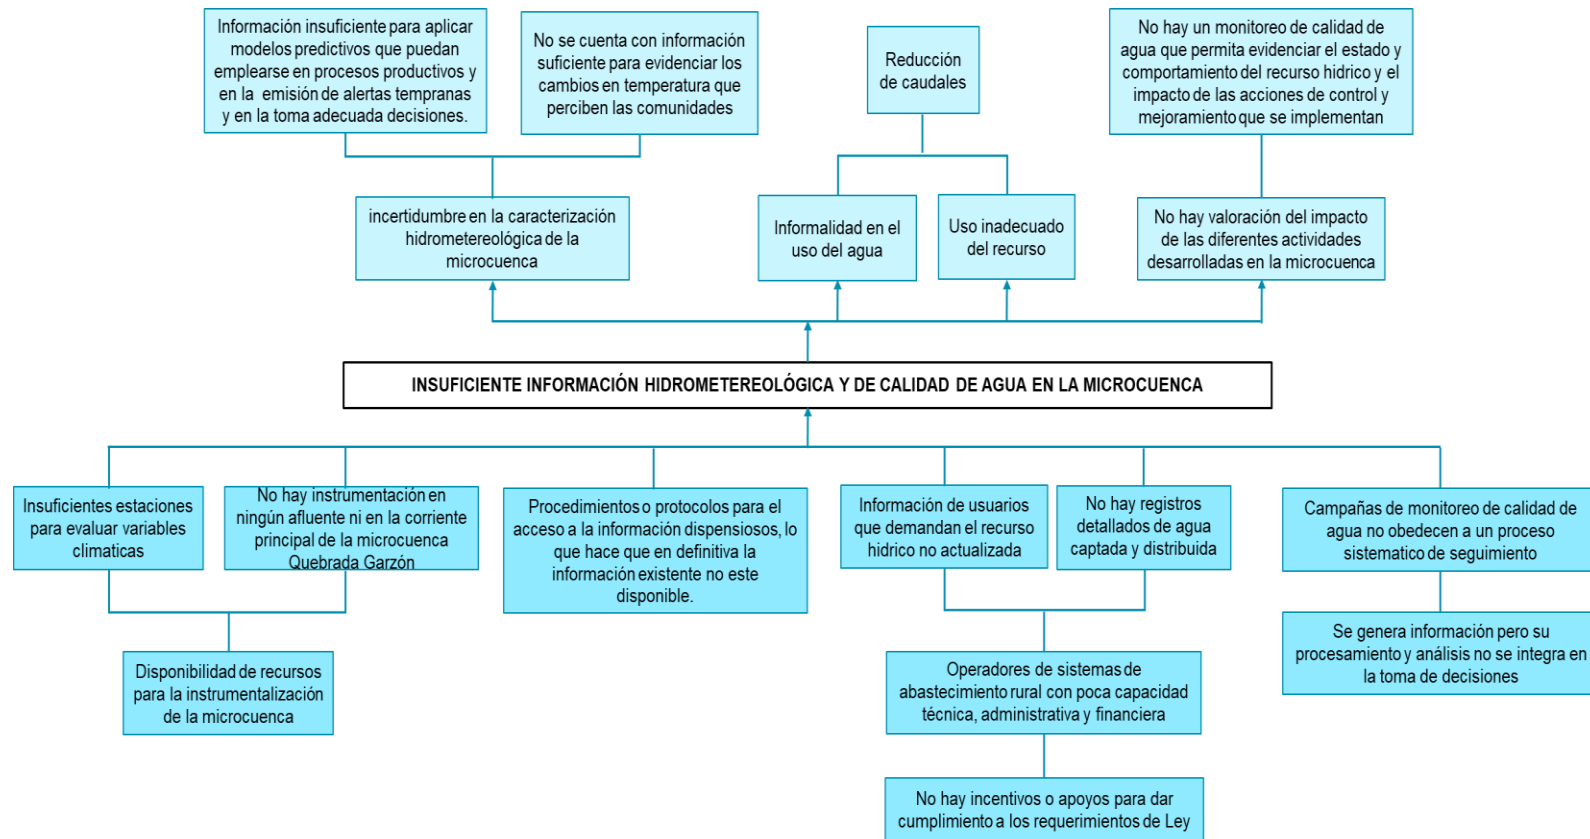 Información insuficiente para aplicar
modelos predictivos que puedan
emplearse en procesos productivos y
en la emisión de alertas tempranas
y en la toma adecuada decisiones.
No se cuenta con información
suficiente para evidenciar los
cambios en temperatura que
perciben las comunidades
Reducción
de caudales
No hay un monitoreo de calidad de
agua que permita evidenciar el estado y
comportamiento del recurso hidrico y el
impacto de las acciones de control y
mejoramiento que se implementan
incertidumbre en la caracterización
hidrometereológica de la
microcuenca
Informalidad en el
uso del agua
Uso inadecuado
del recurso
No hay valoración del impacto
de las diferentes actividades
desarrolladas en la microcuenca
INSUFICIENTE INFORMACIÓN HIDROMETEREOLÓGICA Y DE CALIDAD DE AGUA EN LA MICROCUENCA
Insuficientes estaciones
para evaluar variables
climaticas
No hay instrumentación en
ningún afluente ni en la corriente
principal de la microcuenca
Quebrada Garzón
Procedimientos o protocolos para el
acceso a la información dispensiosos, lo
que hace que en definitiva la
información existente no este
disponible.
Información de usuarios
que demandan el recurso
hidrico no actualizada
No hay registros
detallados de agua
captada y distribuida
Campañas de monitoreo de calidad de
agua no obedecen a un proceso
sistematico de seguimiento
Disponibilidad de recursos
para la instrumentalización
de la microcuenca
Operadores de sistemas de
abastecimiento rural con poca capacidad
técnica, administrativa y financiera
Se genera información pero su
procesamiento y análisis no se integra en
la toma de decisiones
No hay incentivos o apoyos para dar
cumplimiento a los requerimientos de Ley